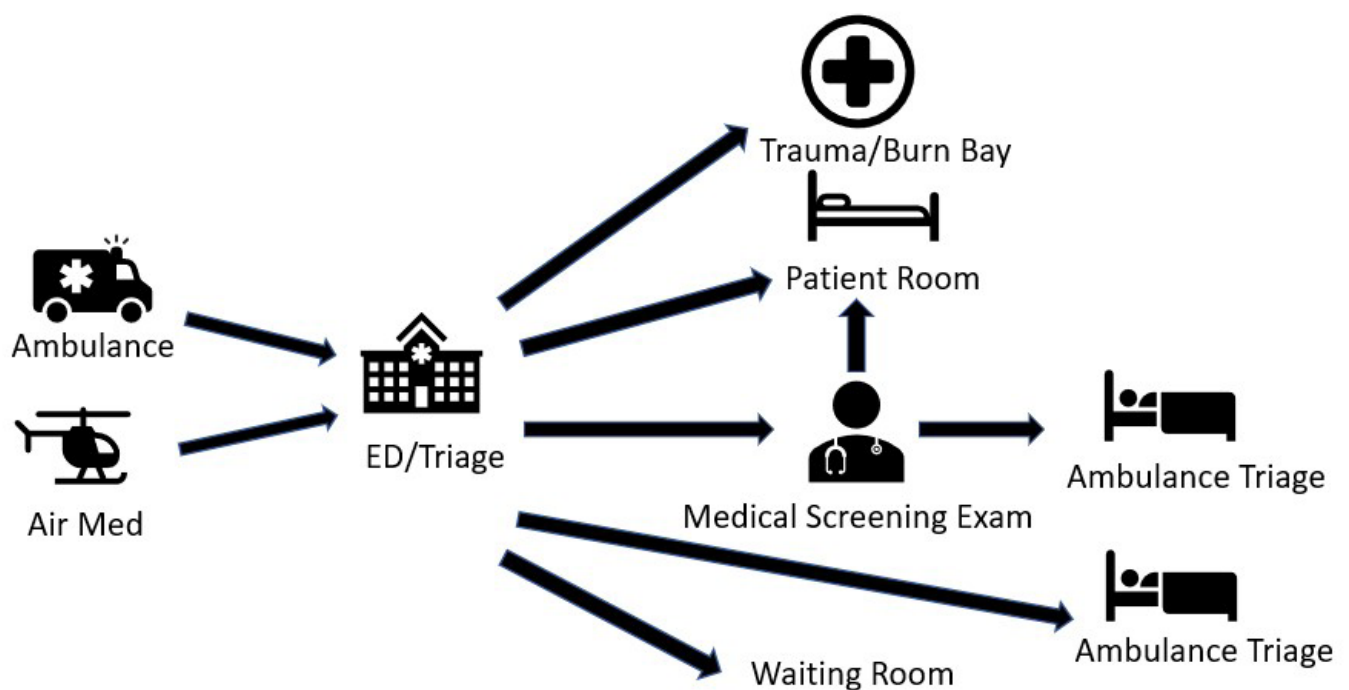 Trauma/Burn Bay
Patient Room
Ambulance
ED/Triage
Air Med
Medical Screening Exam
Ambulance Triage
Ambulance Triage
Waiting Room